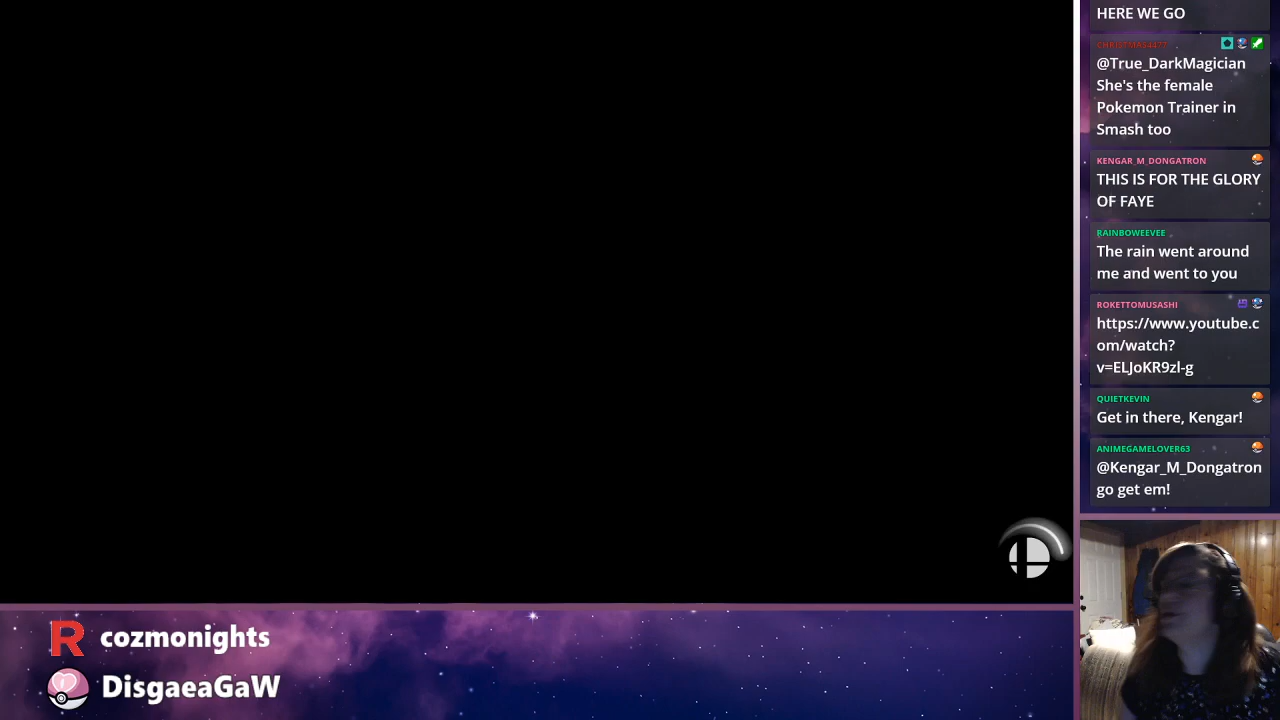 HERE WE GO
CHRISTMAS4477
@True_DarkMagician
She's the female
Pokemon Trainer in
Smash too
KENGAR_M_DONGATRON
THIS IS FOR THE GLORY
OF FAYE
RAINBOWEEVEE
The rain went around
me and went to you
ROKETTOMUSASHI
https://www.youtube.c
om/watch?
v=ELJoKR9zl-g
QUIETKEVIN
Get in there, Kengar!
ANIMEGAMELOVER63
@Kengar_M_Dongatron
go get em!
R cozmonights
DisgaeaGaW